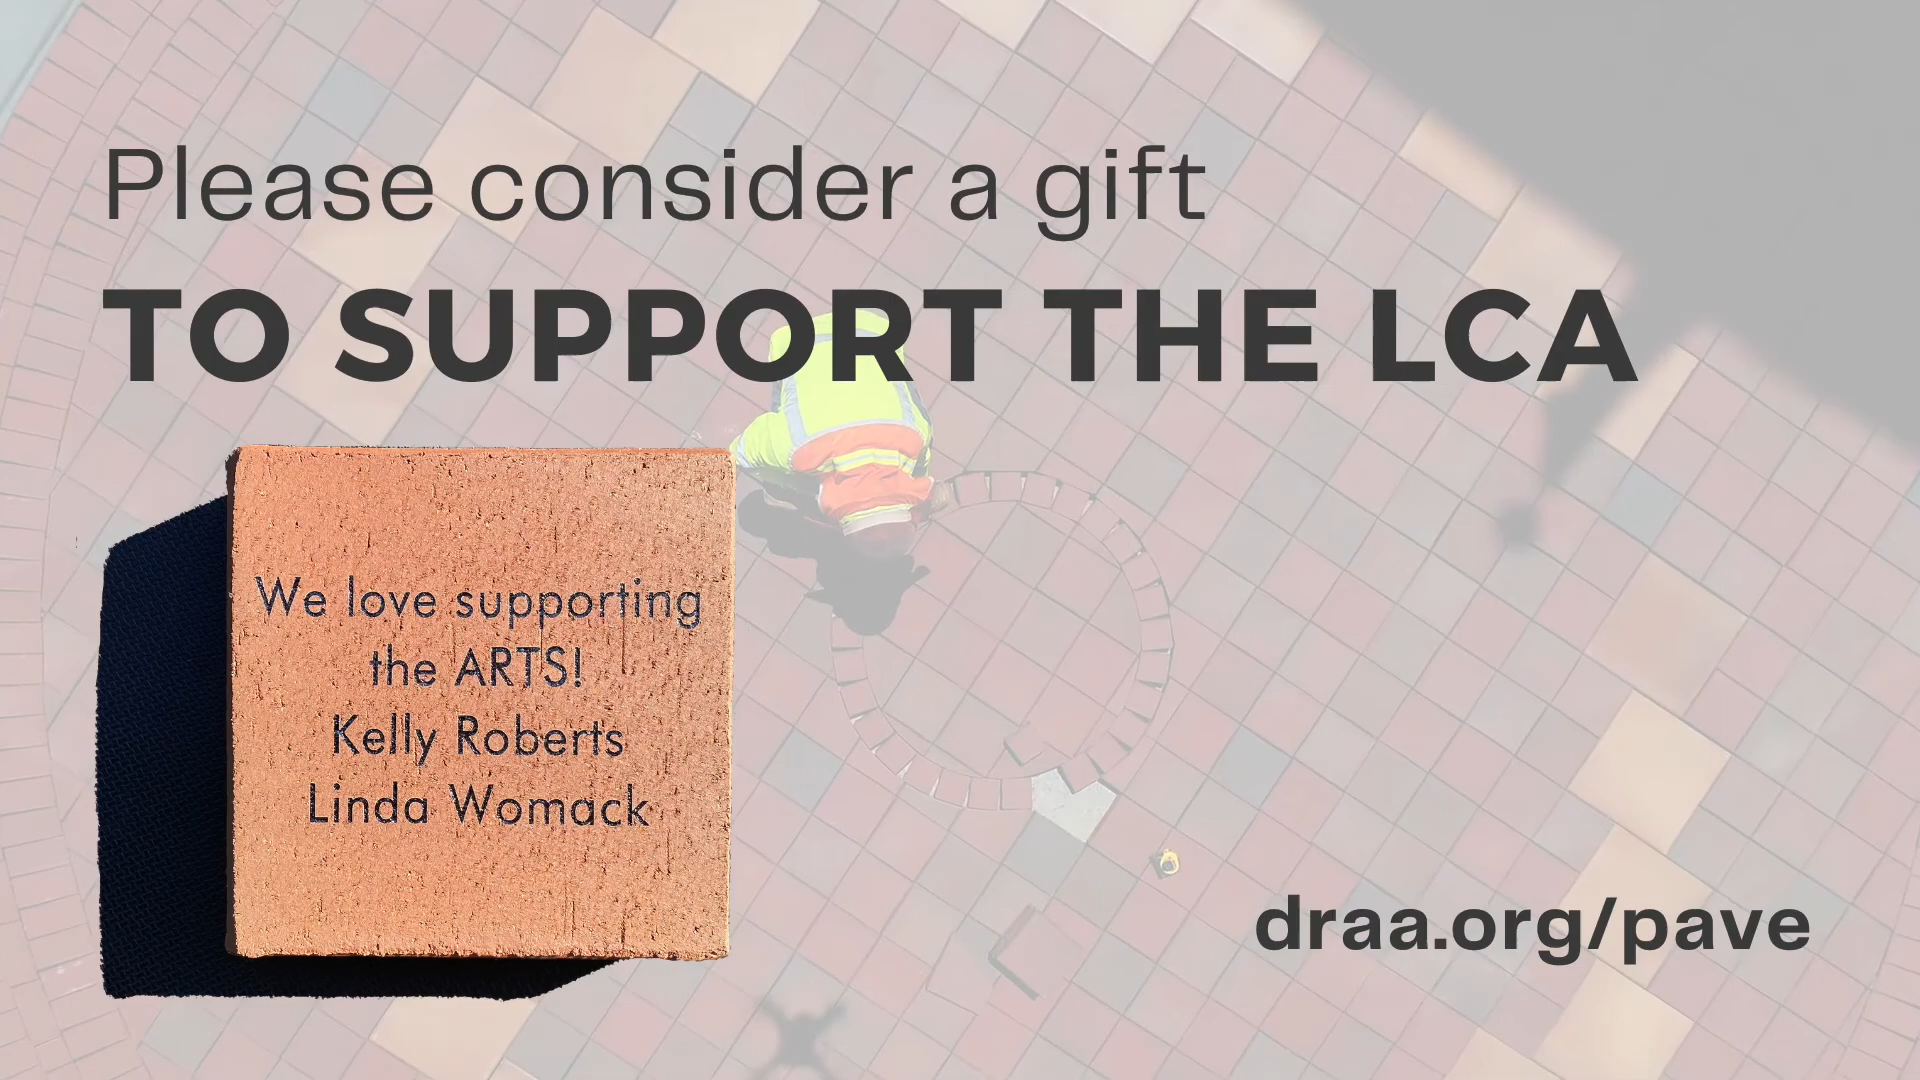 Please consider a gift
TO SUPPORT THE LCA
We love supporting
the ARTS!
Kelly Roberts
Linda Womack
draa.org/pave